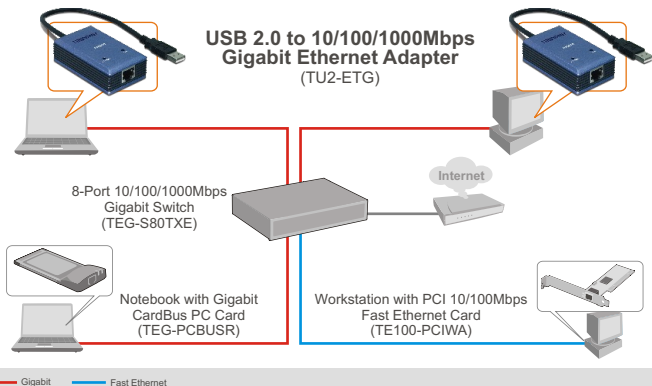 USB 2.0 to 10/100/1000Mbps
Gigabit Ethernet Adapter
(TU2-ETG)
8-Port 10/100/1000Mbps
Gigabit Switch
(TEG-S80TXE)
Internet
Notebook with Gigabit
CardBus PC Card
(TEG-PCBUSR)
Workstation with PCI 10/100Mbps
Fast Ethernet Card
(TE100-PCIWA)
Gigabit
Fast Ethernet